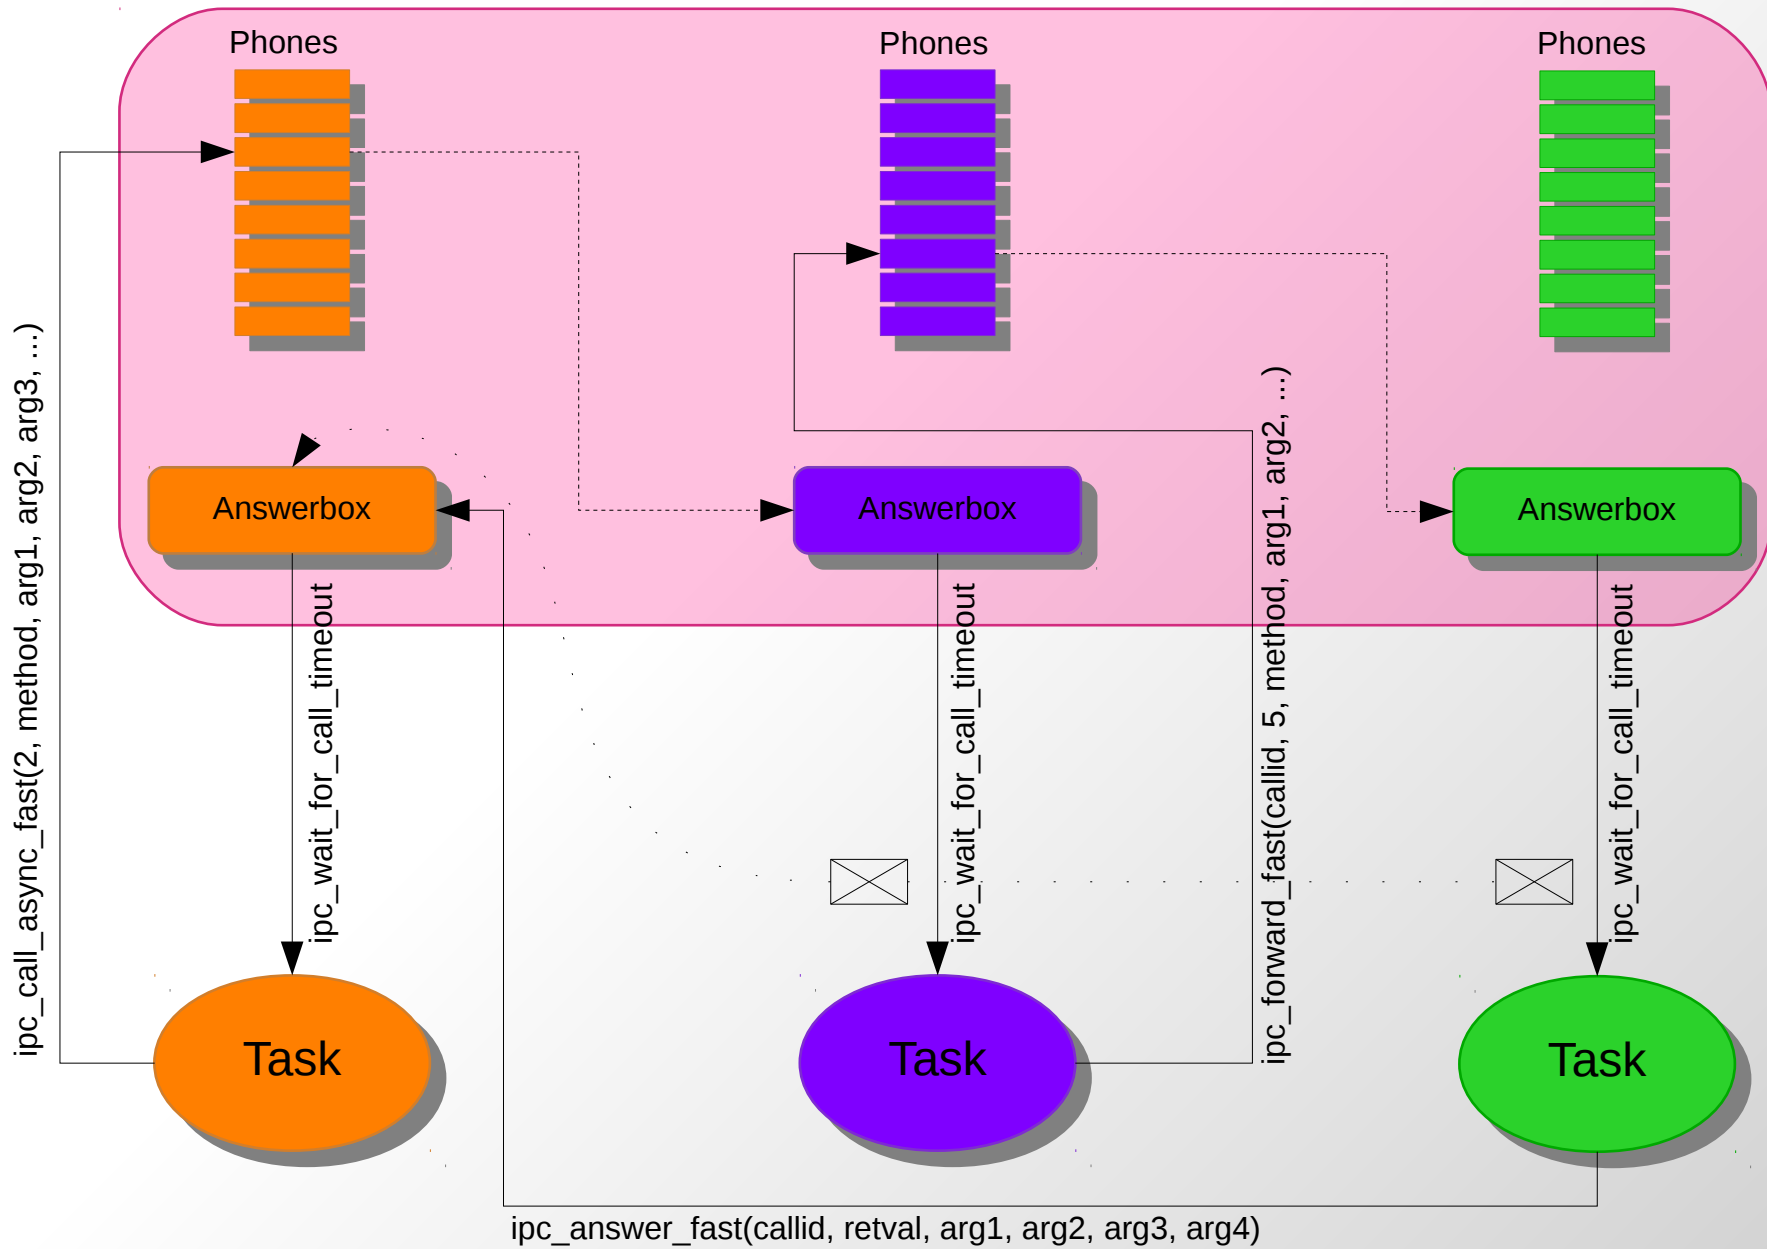 Phones
Phones
Phones
Answerbox
Answerbox
Answerbox
ipc_call_async_fast(2, method, arg1, arg2, arg3, ...)
ipc_wait_for_call_timeout
ipc_wait_for_call_timeout
ipc_forward_fast(callid, 5, method, arg1, arg2, ...)
ipc_wait_for_call_timeout
Task
Task
Task
ipc_answer_fast(callid, retval, arg1, arg2, arg3, arg4)